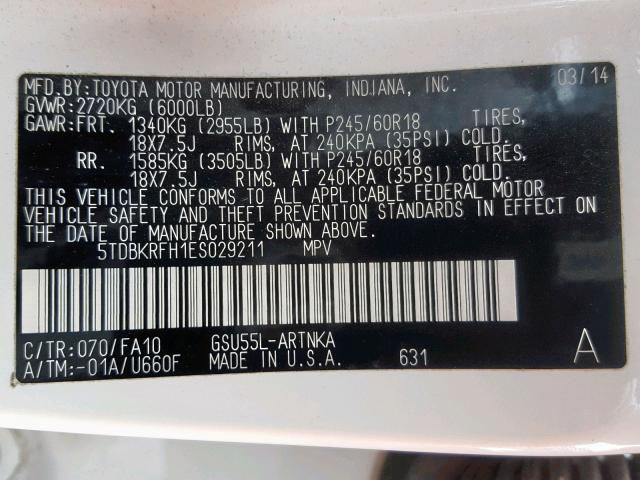 MFD.BY:TOYOTA MOTOR MANUFACTURING, INDIANA, INC. 03/14
GVWR:2720KG (6000LB)
GAWR:FRT. 1340KG (2955LB) WITH P245/60R18 TIRES,
18X7.5J RIMS, AT 240KPA (35PSI) COLD.
RR. 1585KG (3505LB) WITH P245/60R18 TIRES,
18X7.5J RIMS, AT 240KPA (35PSI) COLD.
THIS VEHICLE CONFORMS TO ALL APPLICABLE FEDERAL MOTOR
VEHICLE SAFETY AND THEFT PREVENTION STANDARDS IN EFFECT ON
THE DATE OF MANUFACTURE SHOWN ABOVE.
5TDBKRFH1ES029211 MPV
C/TR:070/FA10 GSU55L-ARTNKA
A/TM:-01A/U660F MADE IN U.S.A. 631 A